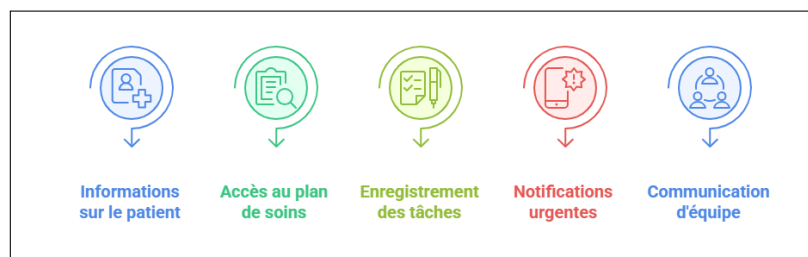 Informations
sur le patient
Accès au plan
de soins
Enregistrement
des tâches
Notifications
urgentes
Communication
d'équipe